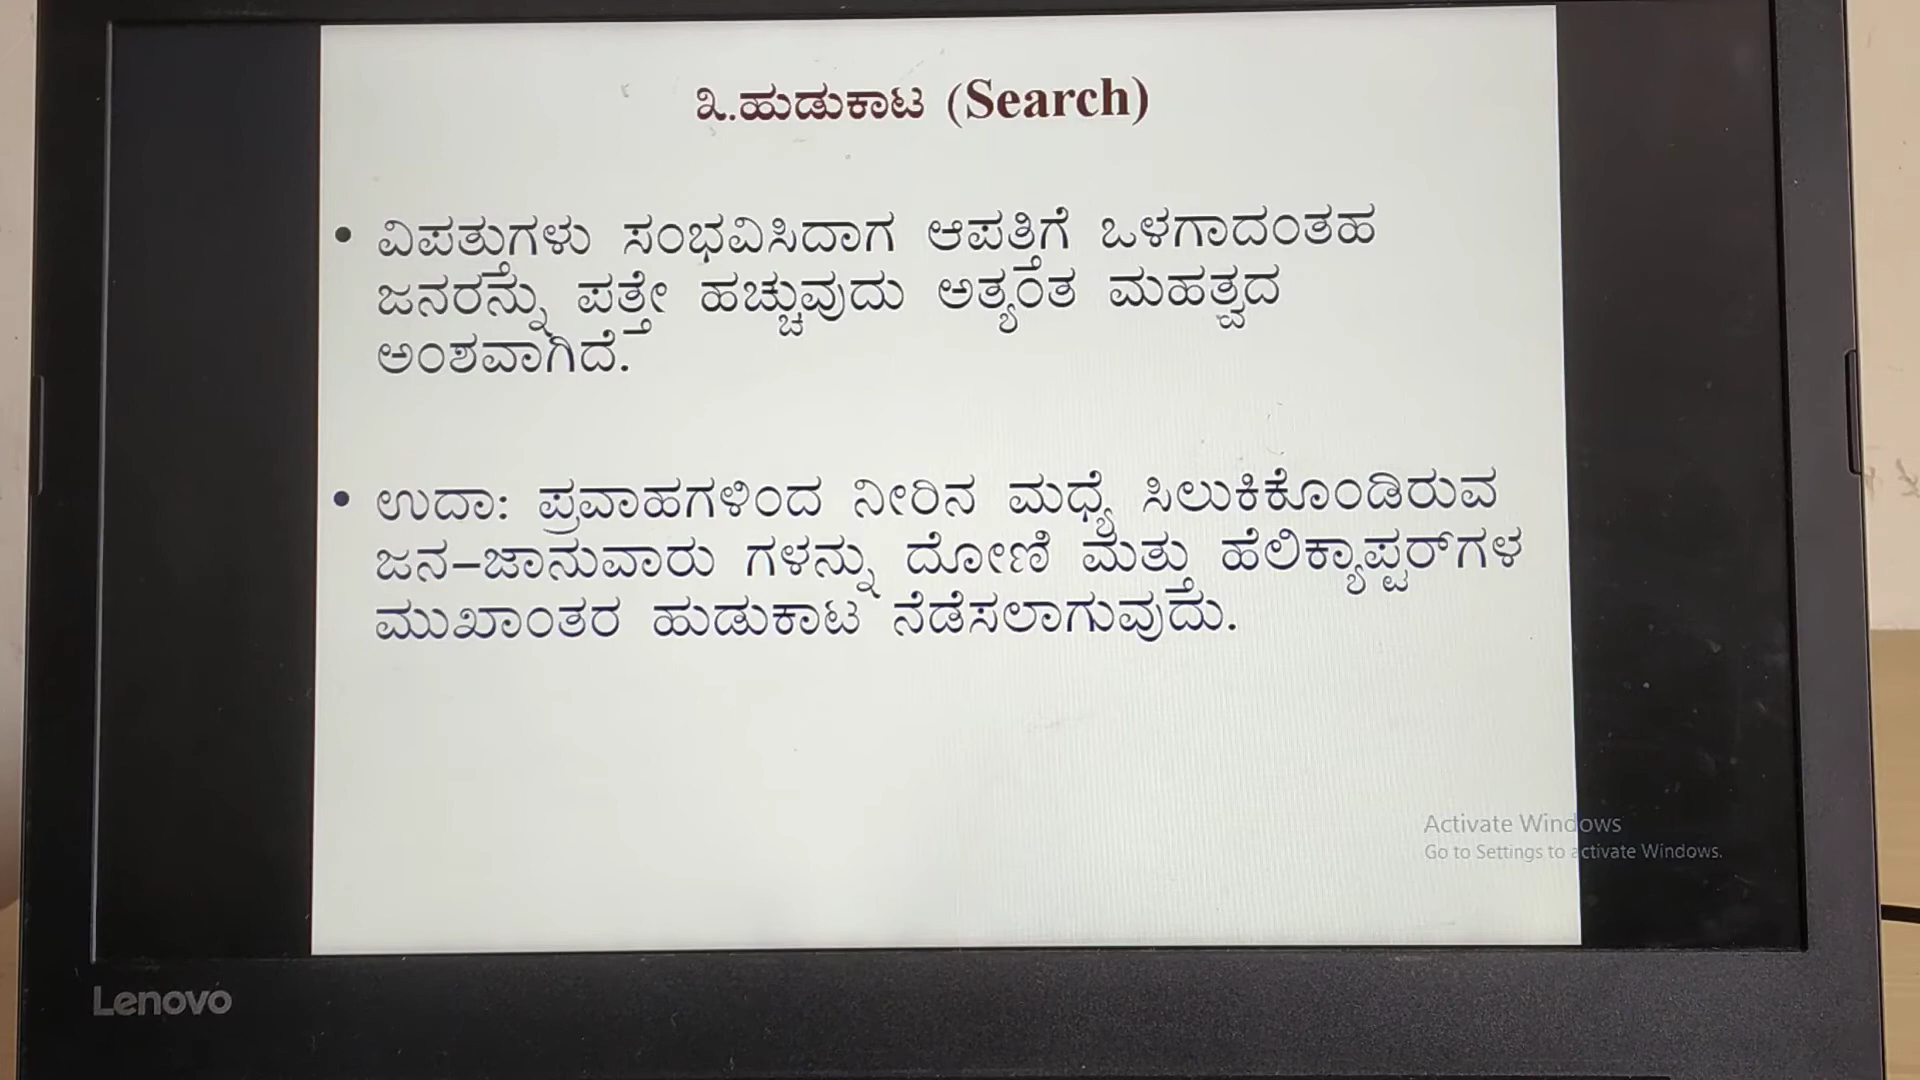 ೩.ಹುಡುಕಾಟ (Search)
• ವಿಪತ್ತುಗಳು ಸಂಭವಿಸಿದಾಗ ಆಪತ್ತಿಗೆ ಒಳಗಾದಂತಹ
ಜನರನ್ನು ಪತ್ತೇ ಹಚ್ಚುವುದು ಅತ್ಯಂತ ಮಹತ್ವದ
ಅಂಶವಾಗಿದೆ.
• ಉದಾ: ಪ್ರವಾಹಗಳಿಂದ ನೀರಿನ ಮಧ್ಯೆ ಸಿಲುಕಿಕೊಂಡಿರುವ
ಜನ–ಜಾನುವಾರು ಗಳನ್ನು ದೋಣಿ ಮತ್ತು ಹೆಲಿಕ್ಯಾಪ್ಟರ್‌ಗಳ
ಮುಖಾಂತರ ಹುಡುಕಾಟ ನೆಡೆಸಲಾಗುವುದು.
Activate Windows
Go to Settings to activate Windows.
Lenovo